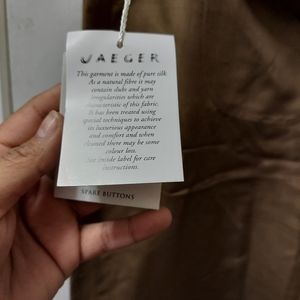 JAEGER
This garment is made of pure silk
As a natural fibre it may
contain slubs and yarn
irregularities which are
characteristic of this fabric.
It has been treated using
special techniques to achieve
its luxurious appearance
and comfort and when
cleaned there may be some
colour loss.
See inside label for care
instructions.
SPARE BUTTONS